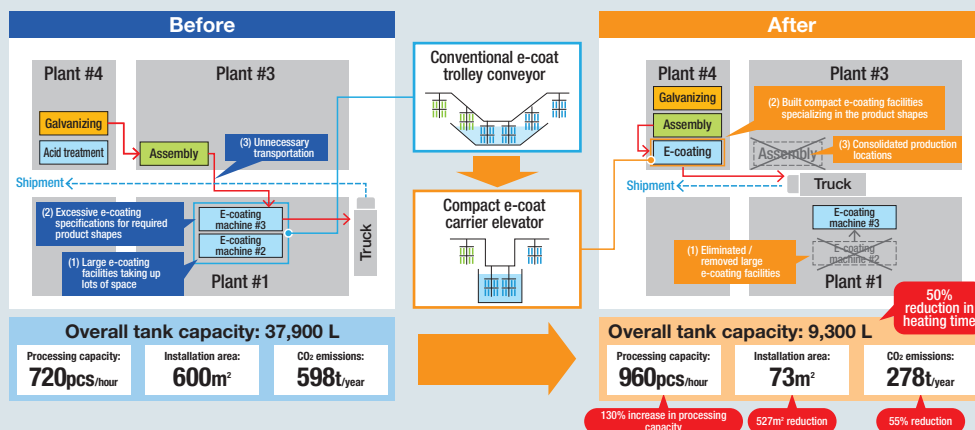 Before
Plant #4
Plant #3
Galvanizing
Acid treatment
Assembly
(3) Unnecessary
transportation
Shipment
(2) Excessive e-coating
specifications for required
product shapes
(1) Large e-coating
facilities taking up
lots of space
E-coating
machine #3
E-coating
machine #2
Plant #1
Truck
Overall tank capacity: 37,900 L
Processing capacity:
720pcs/hour
Installation area:
600m²
CO₂ emissions:
598t/year
Conventional e-coat
trolley conveyor
Compact e-coat
carrier elevator
After
Plant #4
Plant #3
Galvanizing
Assembly
E-coating
(2) Built compact e-coating facilities
specializing in the product shapes
Assembly
(3) Consolidated production
locations
Shipment
Truck
E-coating
machine #3
E-coating
machine #2
(1) Eliminated /
removed large
e-coating facilities
Plant #1
50%
reduction in
heating time
Overall tank capacity: 9,300 L
Processing capacity:
960pcs/hour
Installation area:
73m²
CO₂ emissions:
278t/year
130% increase in processing
capacity
527m² reduction
55% reduction